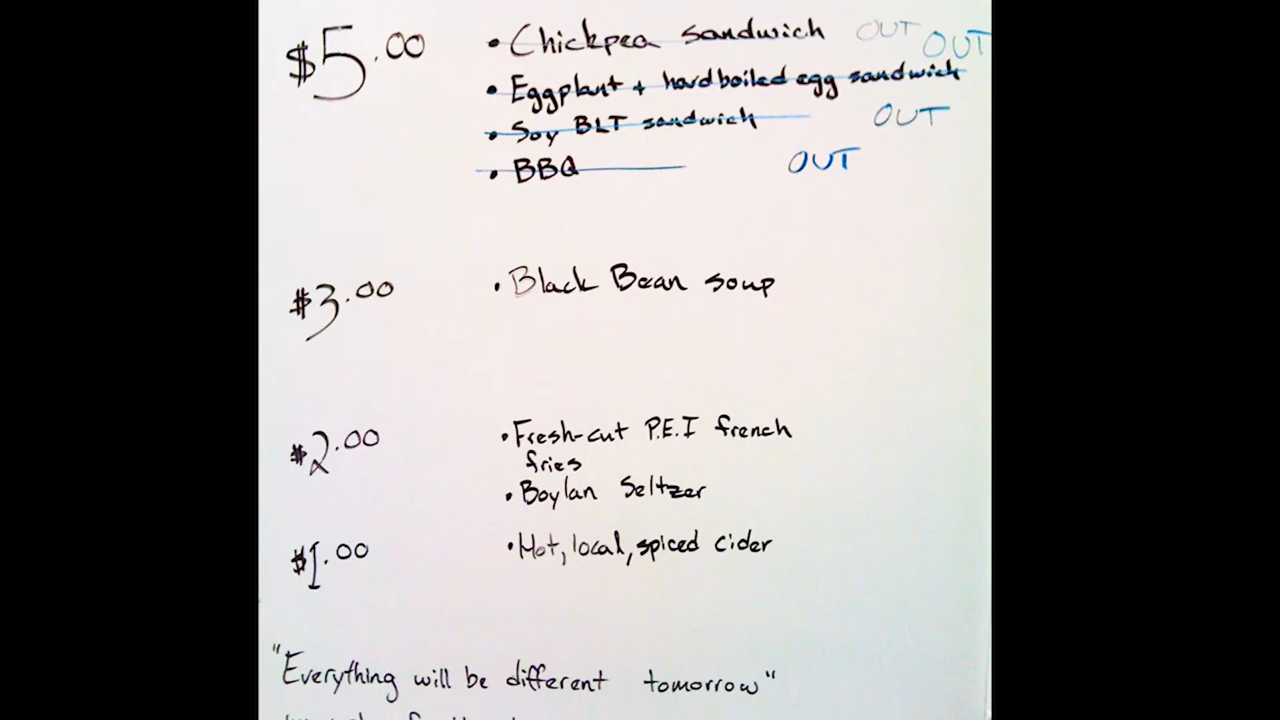 $5.00 • Chickpea sandwich OUT OUT
• Eggplant + hardboiled egg sandwich
• Soy BLT sandwich OUT
• BBQ OUT
$3.00 • Black Bean soup
$2.00 • Fresh-cut P.E.I french
fries
• Boylan Seltzer
$1.00 • Hot, local, spiced cider
"Everything will be different tomorrow"